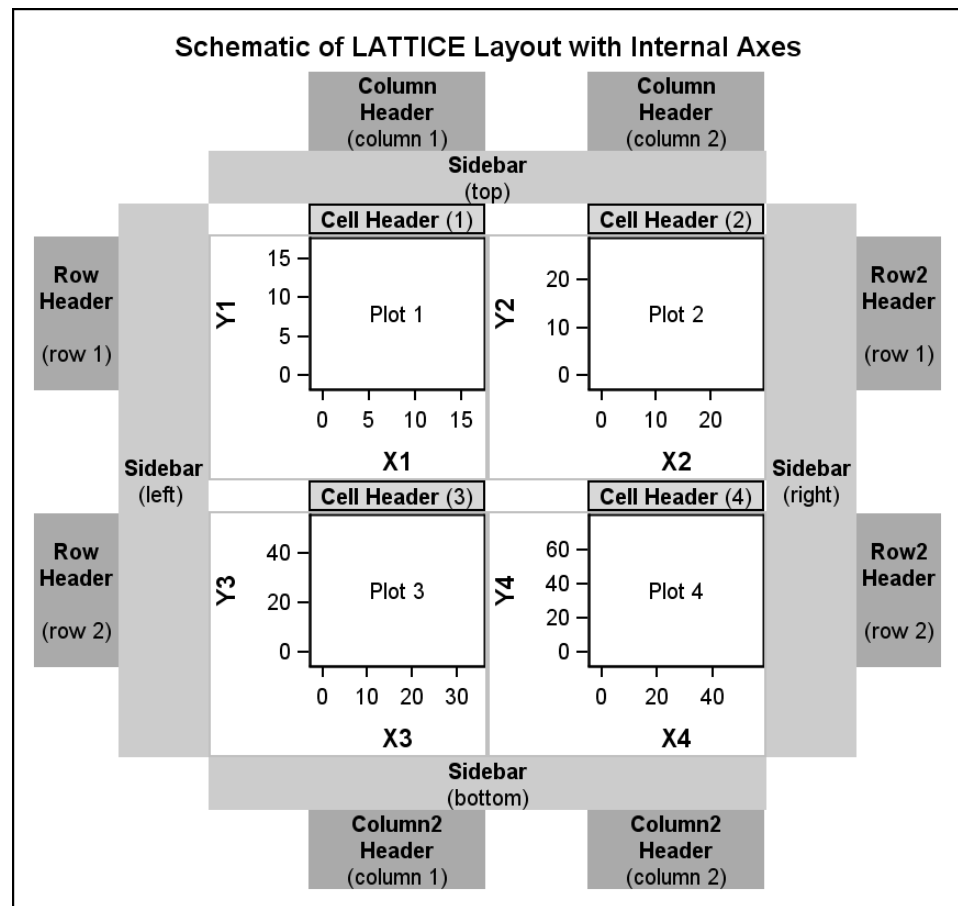 Schematic of LATTICE Layout with Internal Axes
Column
Header
(column 1)
Column
Header
(column 2)
Sidebar
(top)
Cell Header (1)
Cell Header (2)
Row
Header
(row 1)
Y1
15
10
5
0
Plot 1
0 5 10 15
X1
Y2
20
10
0
Plot 2
0 10 20
X2
Row2
Header
(row 1)
Sidebar
(left)
Sidebar
(right)
Cell Header (3)
Cell Header (4)
Row
Header
(row 2)
Y3
40
20
0
Plot 3
0 10 20 30
X3
Y4
60
40
20
0
Plot 4
0 20 40
X4
Row2
Header
(row 2)
Sidebar
(bottom)
Column2
Header
(column 1)
Column2
Header
(column 2)